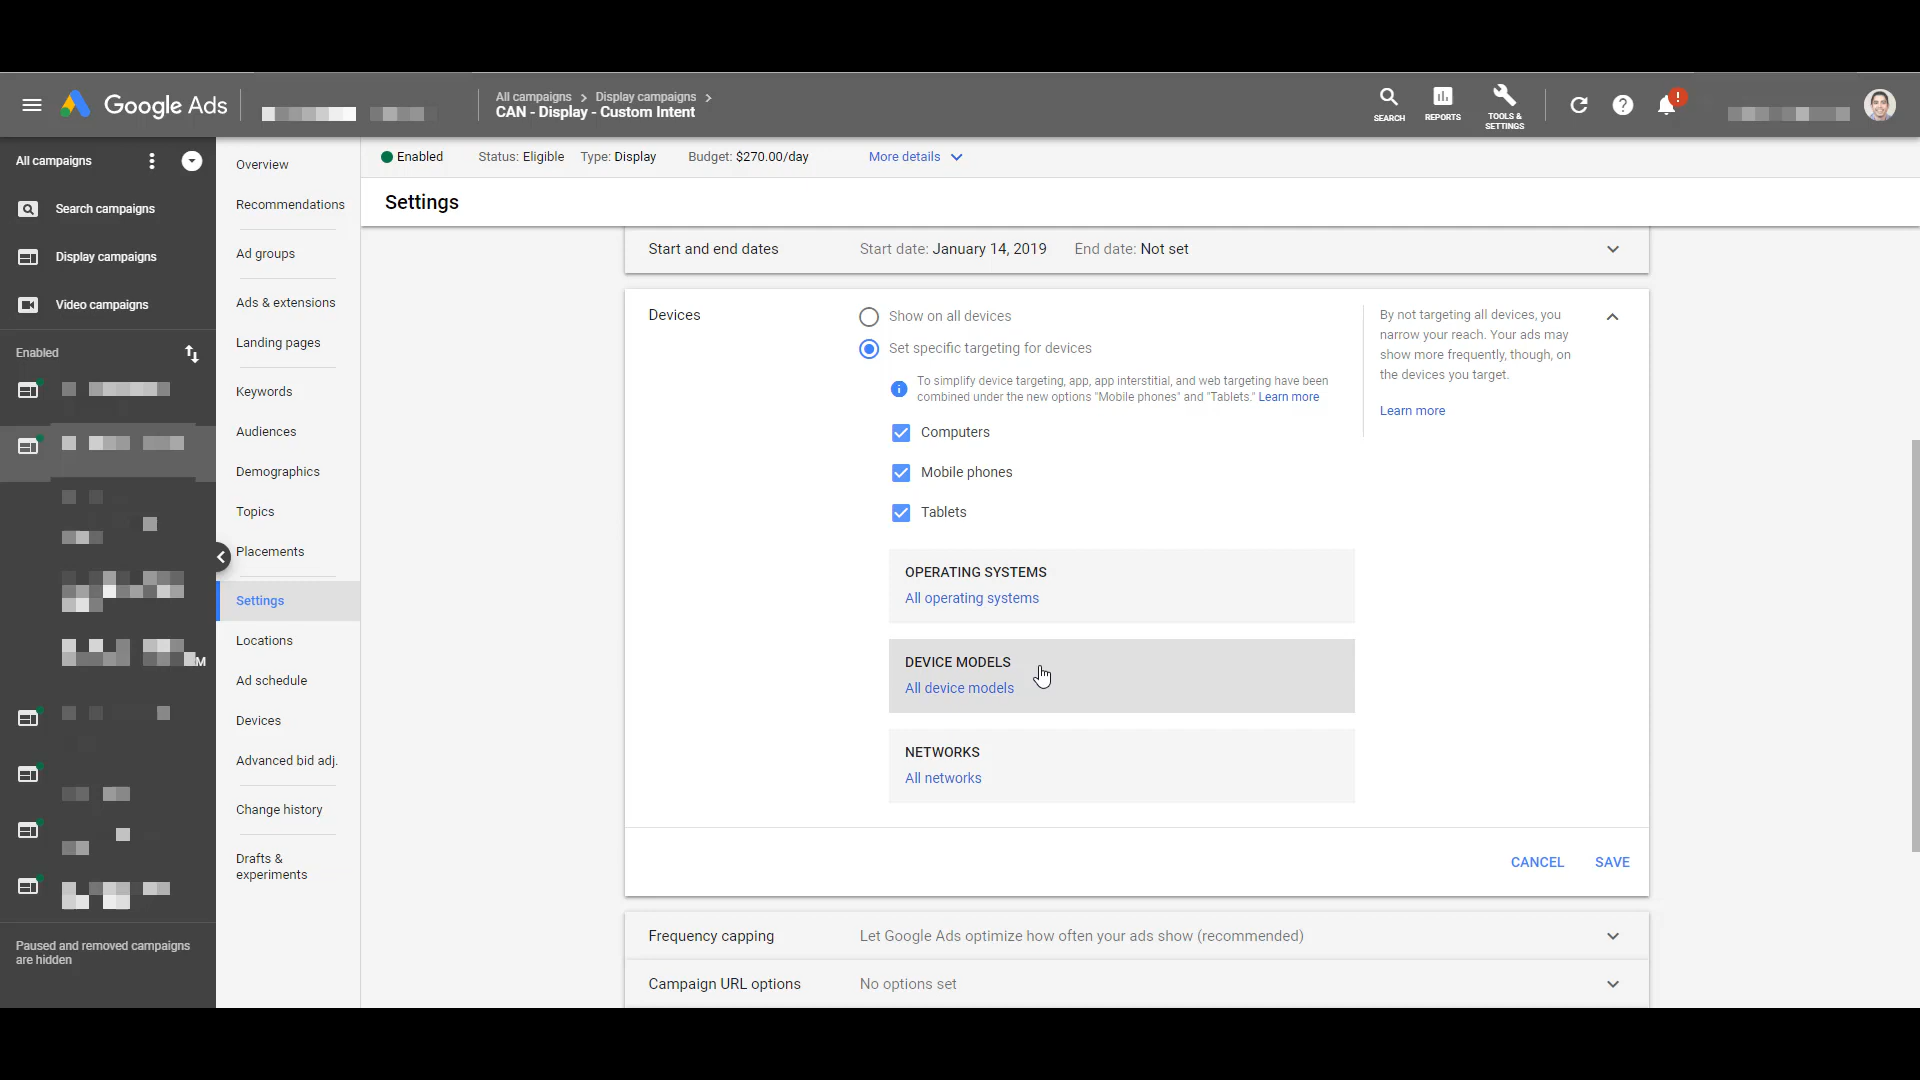 Google Ads
All campaigns > Display campaigns >
CAN - Display - Custom Intent
SEARCH
REPORTS
TOOLS &
SETTINGS
!
All campaigns
Search campaigns
Display campaigns
Video campaigns
Enabled
M
Paused and removed campaigns
are hidden
Overview
Recommendations
Ad groups
Ads & extensions
Landing pages
Keywords
Audiences
Demographics
Topics
Placements
Settings
Locations
Ad schedule
Devices
Advanced bid adj.
Change history
Drafts &
experiments
Enabled Status: Eligible Type: Display Budget: $270.00/day More details
Settings
Start and end dates Start date: January 14, 2019 End date: Not set
Devices
Show on all devices
Set specific targeting for devices
To simplify device targeting, app, app interstitial, and web targeting have been
combined under the new options "Mobile phones" and "Tablets." Learn more
Computers
Mobile phones
Tablets
OPERATING SYSTEMS
All operating systems
DEVICE MODELS
All device models
NETWORKS
All networks
By not targeting all devices, you
narrow your reach. Your ads may
show more frequently, though, on
the devices you target.
Learn more
CANCEL SAVE
Frequency capping Let Google Ads optimize how often your ads show (recommended)
Campaign URL options No options set